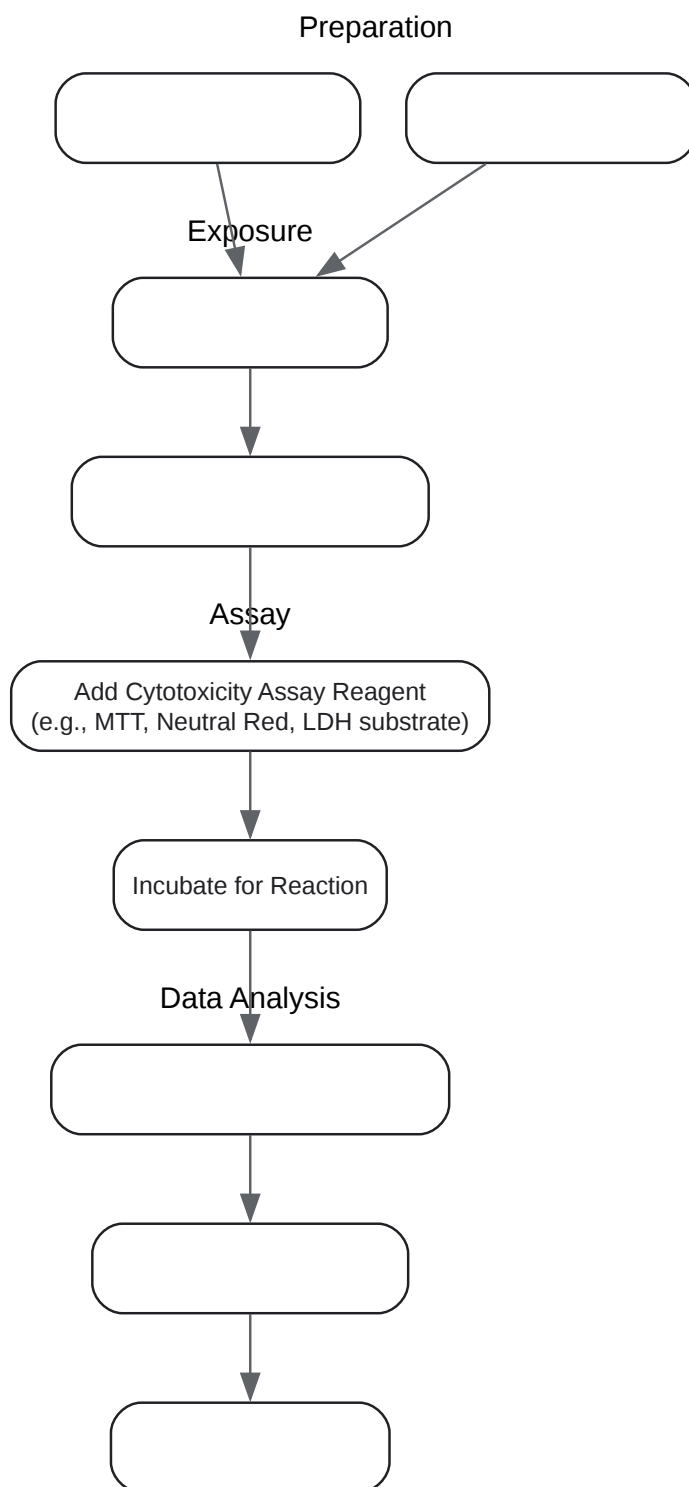 Preparation
Exposure
Assay
Add Cytotoxicity Assay Reagent
(e.g., MTT, Neutral Red, LDH substrate)
Incubate for Reaction
Data Analysis